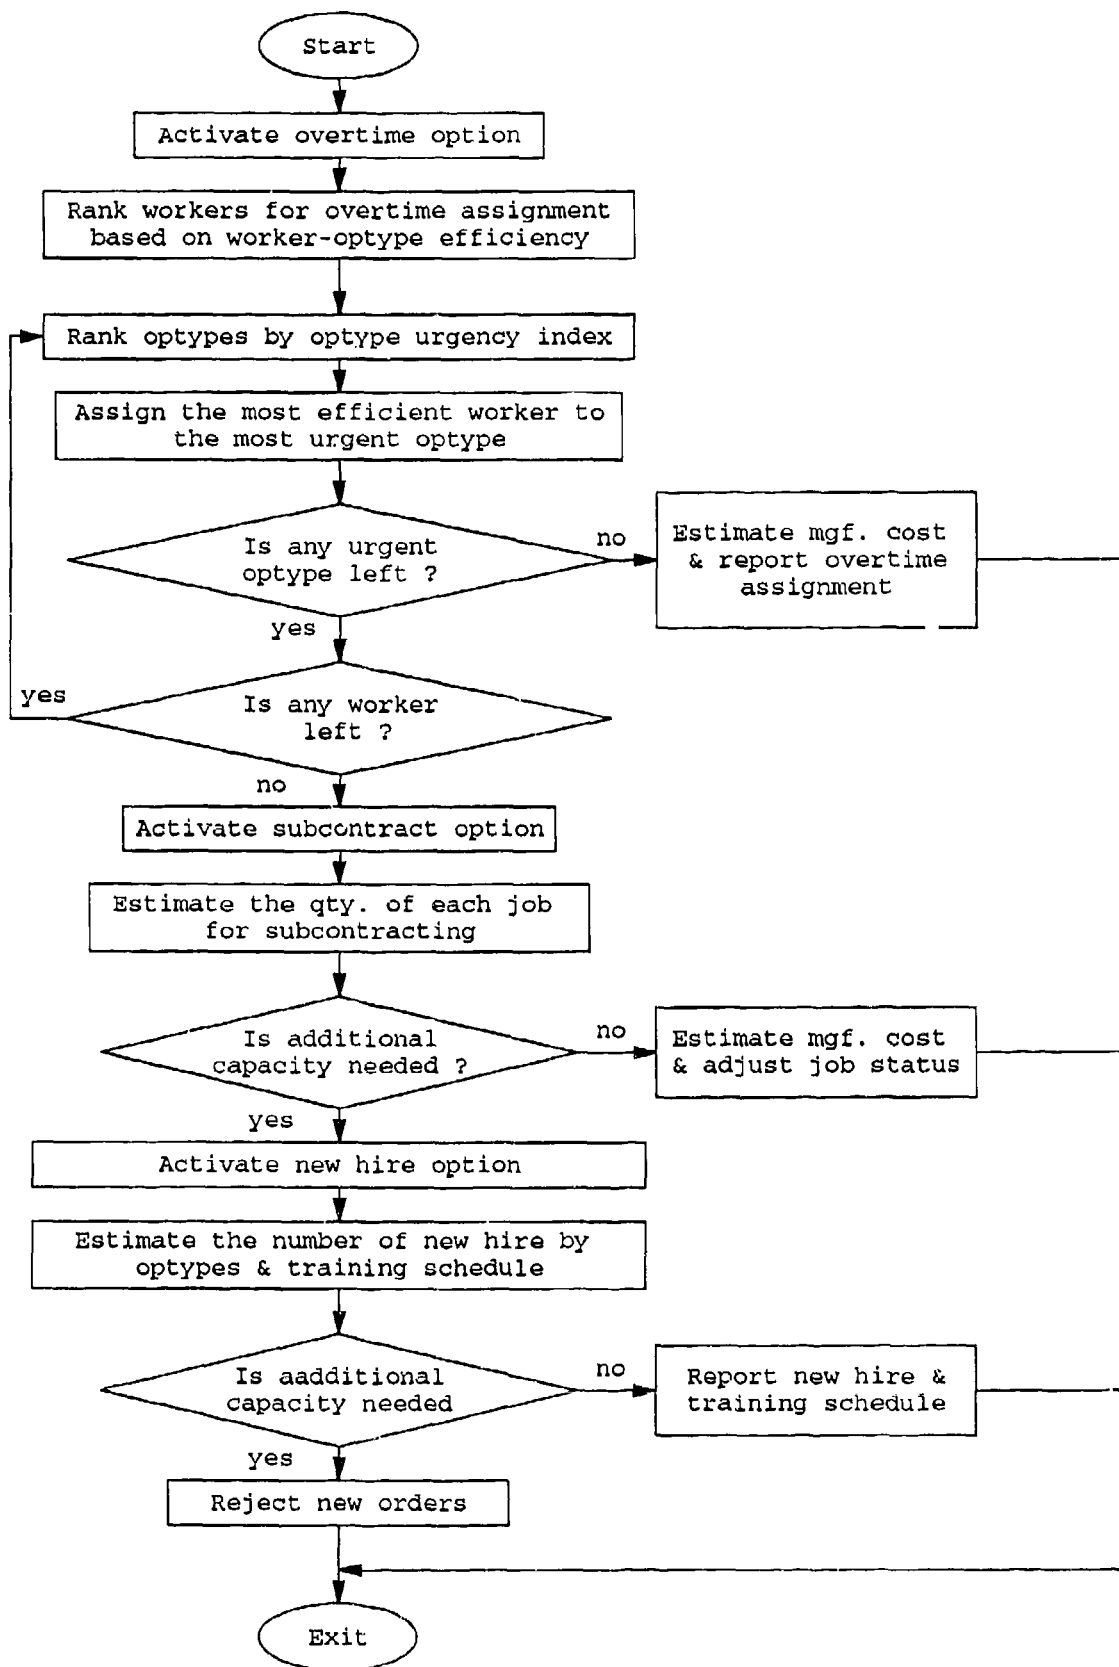 Start
Activate overtime option
Rank workers for overtime assignment
based on worker-optype efficiency
Rank optypes by optype urgency index
Assign the most efficient worker to
the most urgent optype
Is any urgent
optype left ?
no
Estimate mgf. cost
& report overtime
assignment
yes
Is any worker
left ?
yes
no
Activate subcontract option
Estimate the qty. of each job
for subcontracting
Is additional
capacity needed ?
no
Estimate mgf. cost
& adjust job status
yes
Activate new hire option
Estimate the number of new hire by
optypes & training schedule
Is aadditional
capacity needed
no
Report new hire &
training schedule
yes
Reject new orders
Exit